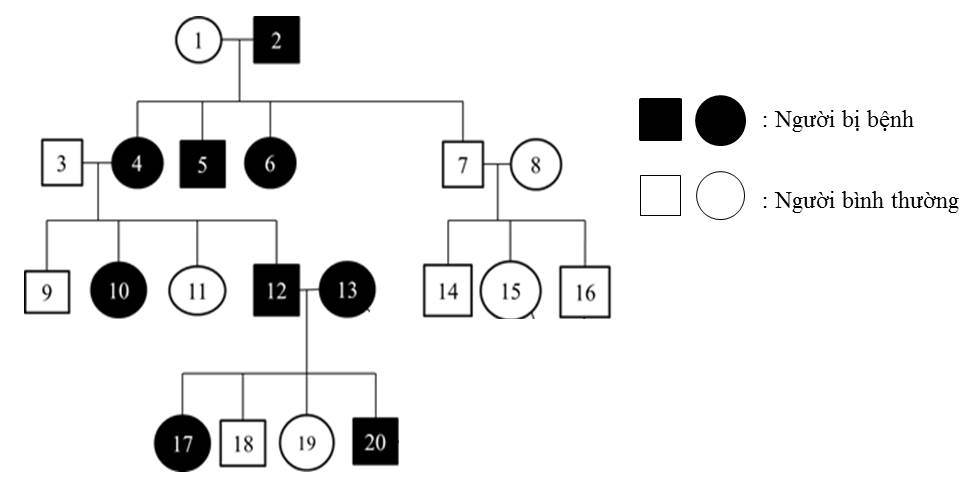 1 2
3 4 5 6 7 8
9 10 11 12 13 14 15 16
17 18 19 20
: Người bị bệnh
: Người bình thường